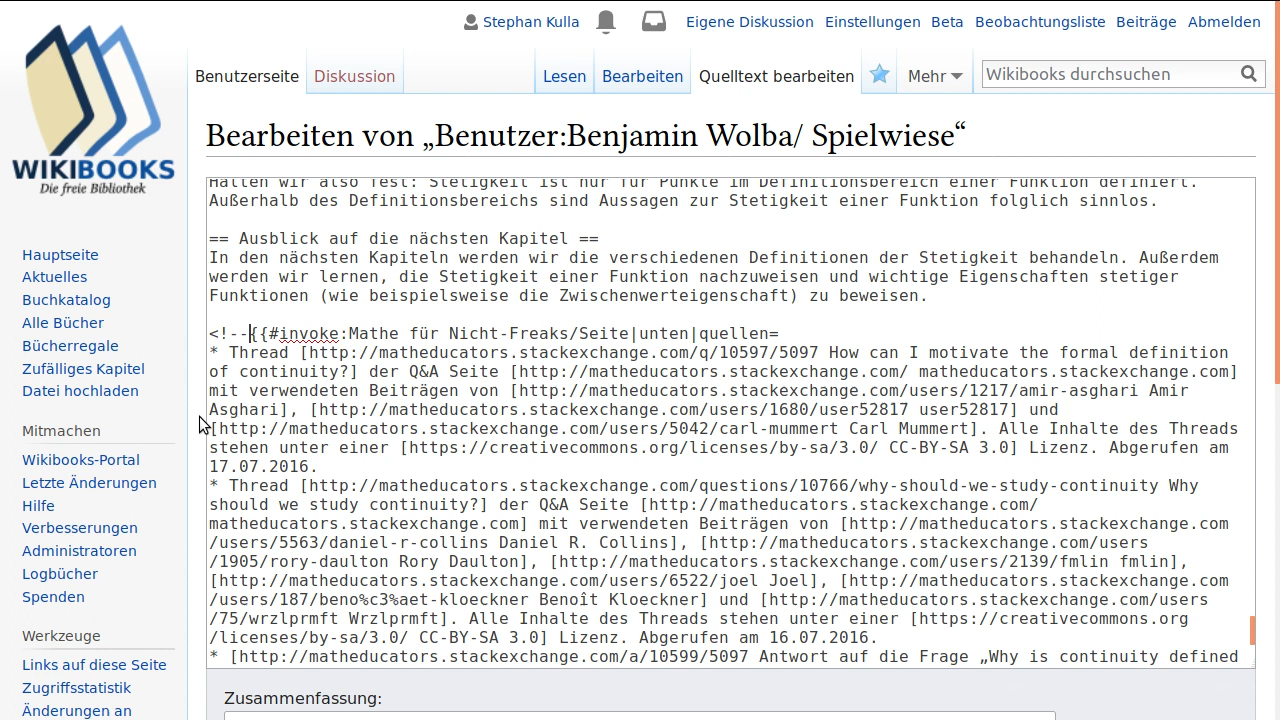 Stephan Kulla Eigene Diskussion Einstellungen Beta Beobachtungsliste Beiträge Abmelden
Benutzerseite Diskussion Lesen Bearbeiten Quelltext bearbeiten Mehr Wikibooks durchsuchen
WIKIBOOKS
Die freie Bibliothek
Hauptseite
Aktuelles
Buchkatalog
Alle Bücher
Bücherregale
Zufälliges Kapitel
Datei hochladen
Mitmachen
Wikibooks-Portal
Letzte Änderungen
Hilfe
Verbesserungen
Administratoren
Logbücher
Spenden
Werkzeuge
Links auf diese Seite
Zugriffsstatistik
Änderungen an
Bearbeiten von „Benutzer:Benjamin Wolba/ Spielwiese“
Halten wir also fest: Stetigkeit ist nur für Punkte im Definitionsbereich einer Funktion definiert.
Außerhalb des Definitionsbereichs sind Aussagen zur Stetigkeit einer Funktion folglich sinnlos.
== Ausblick auf die nächsten Kapitel ==
In den nächsten Kapiteln werden wir die verschiedenen Definitionen der Stetigkeit behandeln. Außerdem
werden wir lernen, die Stetigkeit einer Funktion nachzuweisen und wichtige Eigenschaften stetiger
Funktionen (wie beispielsweise die Zwischenwerteigenschaft) zu beweisen.
<!--{{#invoke:Mathe für Nicht-Freaks/Seite|unten|quellen=
* Thread [http://matheducators.stackexchange.com/q/10597/5097 How can I motivate the formal definition
of continuity?] der Q&A Seite [http://matheducators.stackexchange.com/ matheducators.stackexchange.com]
mit verwendeten Beiträgen von [http://matheducators.stackexchange.com/users/1217/amir-asghari Amir
Asghari], [http://matheducators.stackexchange.com/users/1680/user52817 user52817] und
[http://matheducators.stackexchange.com/users/5042/carl-mummert Carl Mummert]. Alle Inhalte des Threads
stehen unter einer [https://creativecommons.org/licenses/by-sa/3.0/ CC-BY-SA 3.0] Lizenz. Abgerufen am
17.07.2016.
* Thread [http://matheducators.stackexchange.com/questions/10766/why-should-we-study-continuity Why
should we study continuity?] der Q&A Seite [http://matheducators.stackexchange.com/
matheducators.stackexchange.com] mit verwendeten Beiträgen von [http://matheducators.stackexchange.com
/users/5563/daniel-r-collins Daniel R. Collins], [http://matheducators.stackexchange.com/users
/1905/rory-daulton Rory Daulton], [http://matheducators.stackexchange.com/users/2139/fmlin fmlin],
[http://matheducators.stackexchange.com/users/6522/joel Joel], [http://matheducators.stackexchange.com
/users/187/beno%c3%aet-kloeckner Benoît Kloeckner] und [http://matheducators.stackexchange.com/users
/75/wrzlprmft Wrzlprmft]. Alle Inhalte des Threads stehen unter einer [https://creativecommons.org
/licenses/by-sa/3.0/ CC-BY-SA 3.0] Lizenz. Abgerufen am 16.07.2016.
* [http://matheducators.stackexchange.com/a/10599/5097 Antwort auf die Frage „Why is continuity defined
Zusammenfassung: